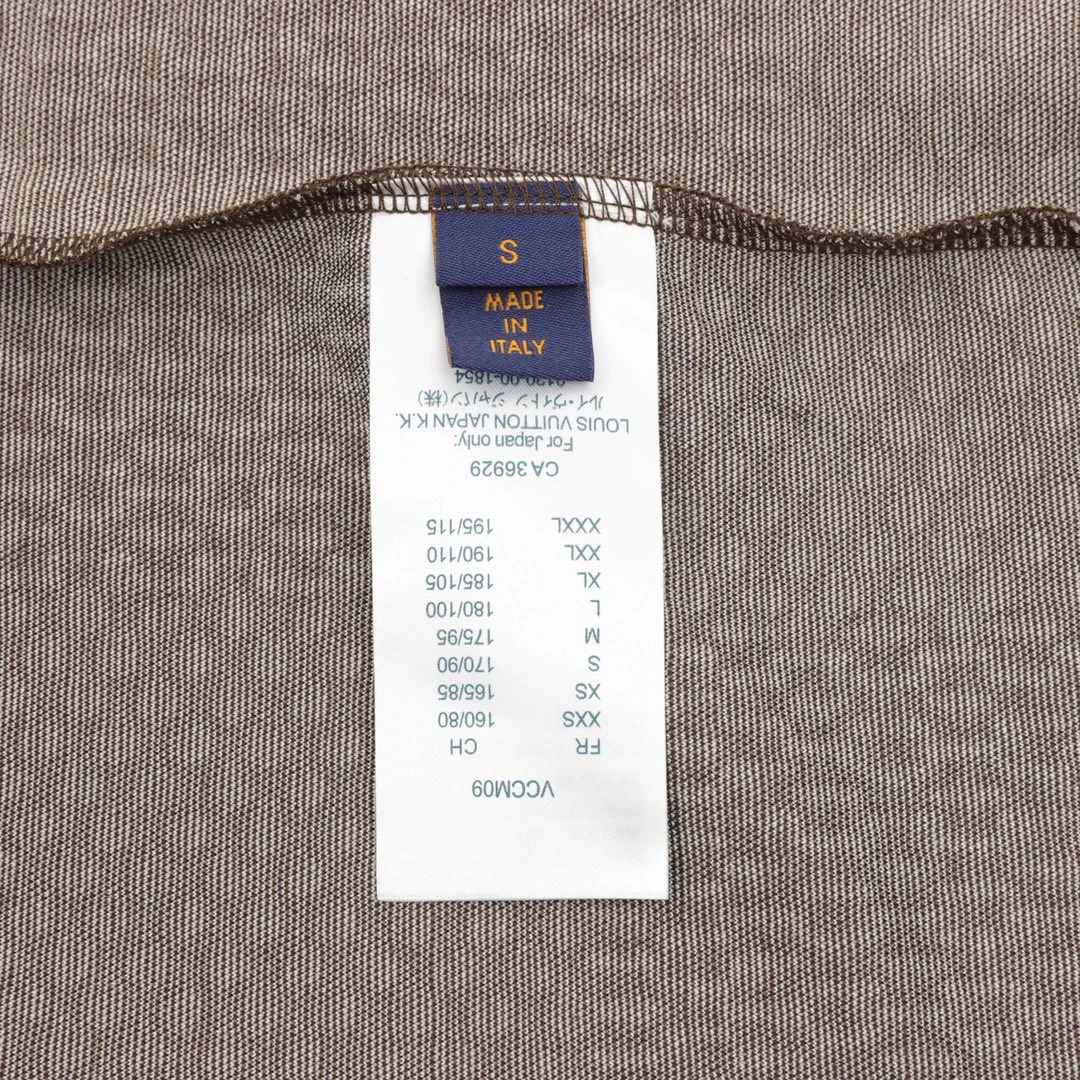 S
MADE
IN
ITALY
VCCM09
FR CH
XXS 160/80
XS 165/85
S 170/90
M 175/95
L 180/100
XL 185/105
XXL 190/110
XXXL 195/115
CA 36929
For Japan only:
LOUIS VUITTON JAPAN K.K.
ルイ・ヴィトン ジャパン(株)
0120-00-1854